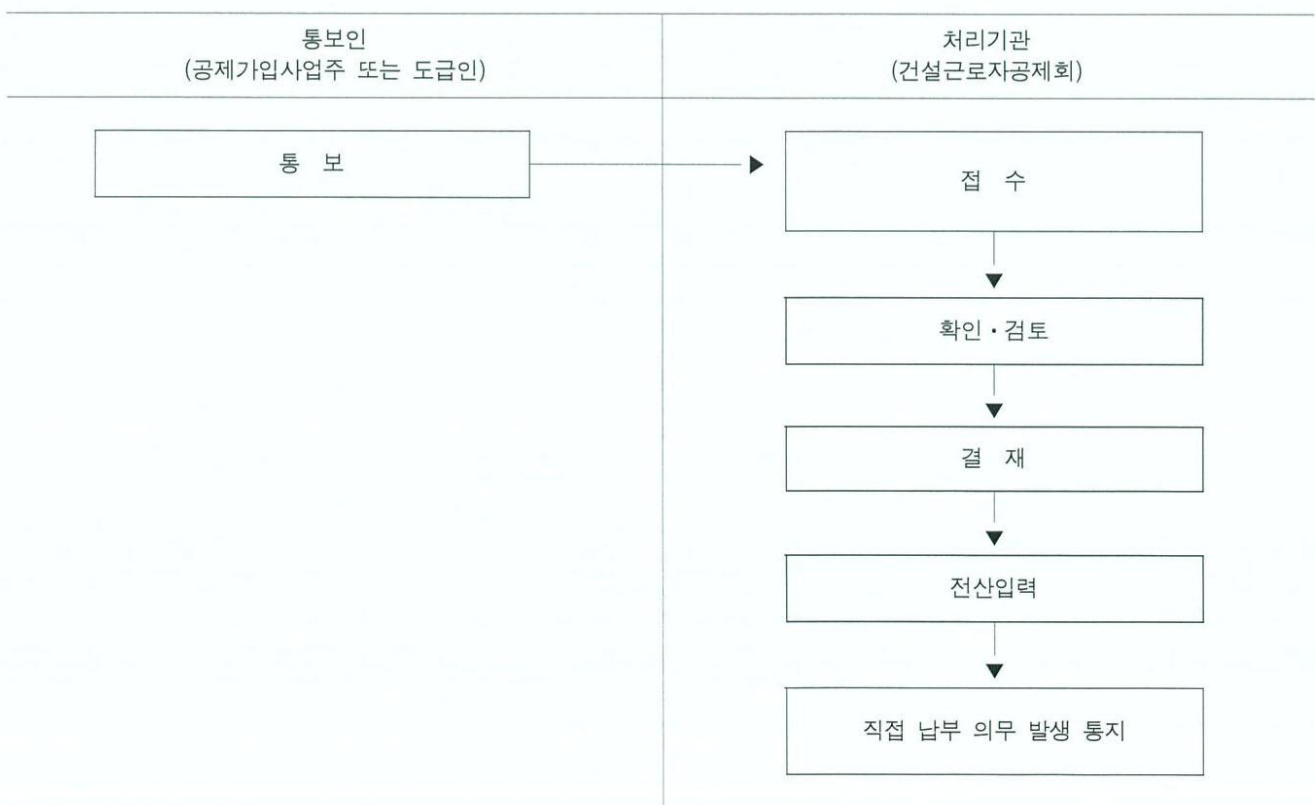 통보인
(공제가입사업주 또는 도급인)
처리기관
(건설근로자공제회)
통 보
접 수
확인·검토
결 재
전산입력
직접 납부 의무 발생 통지